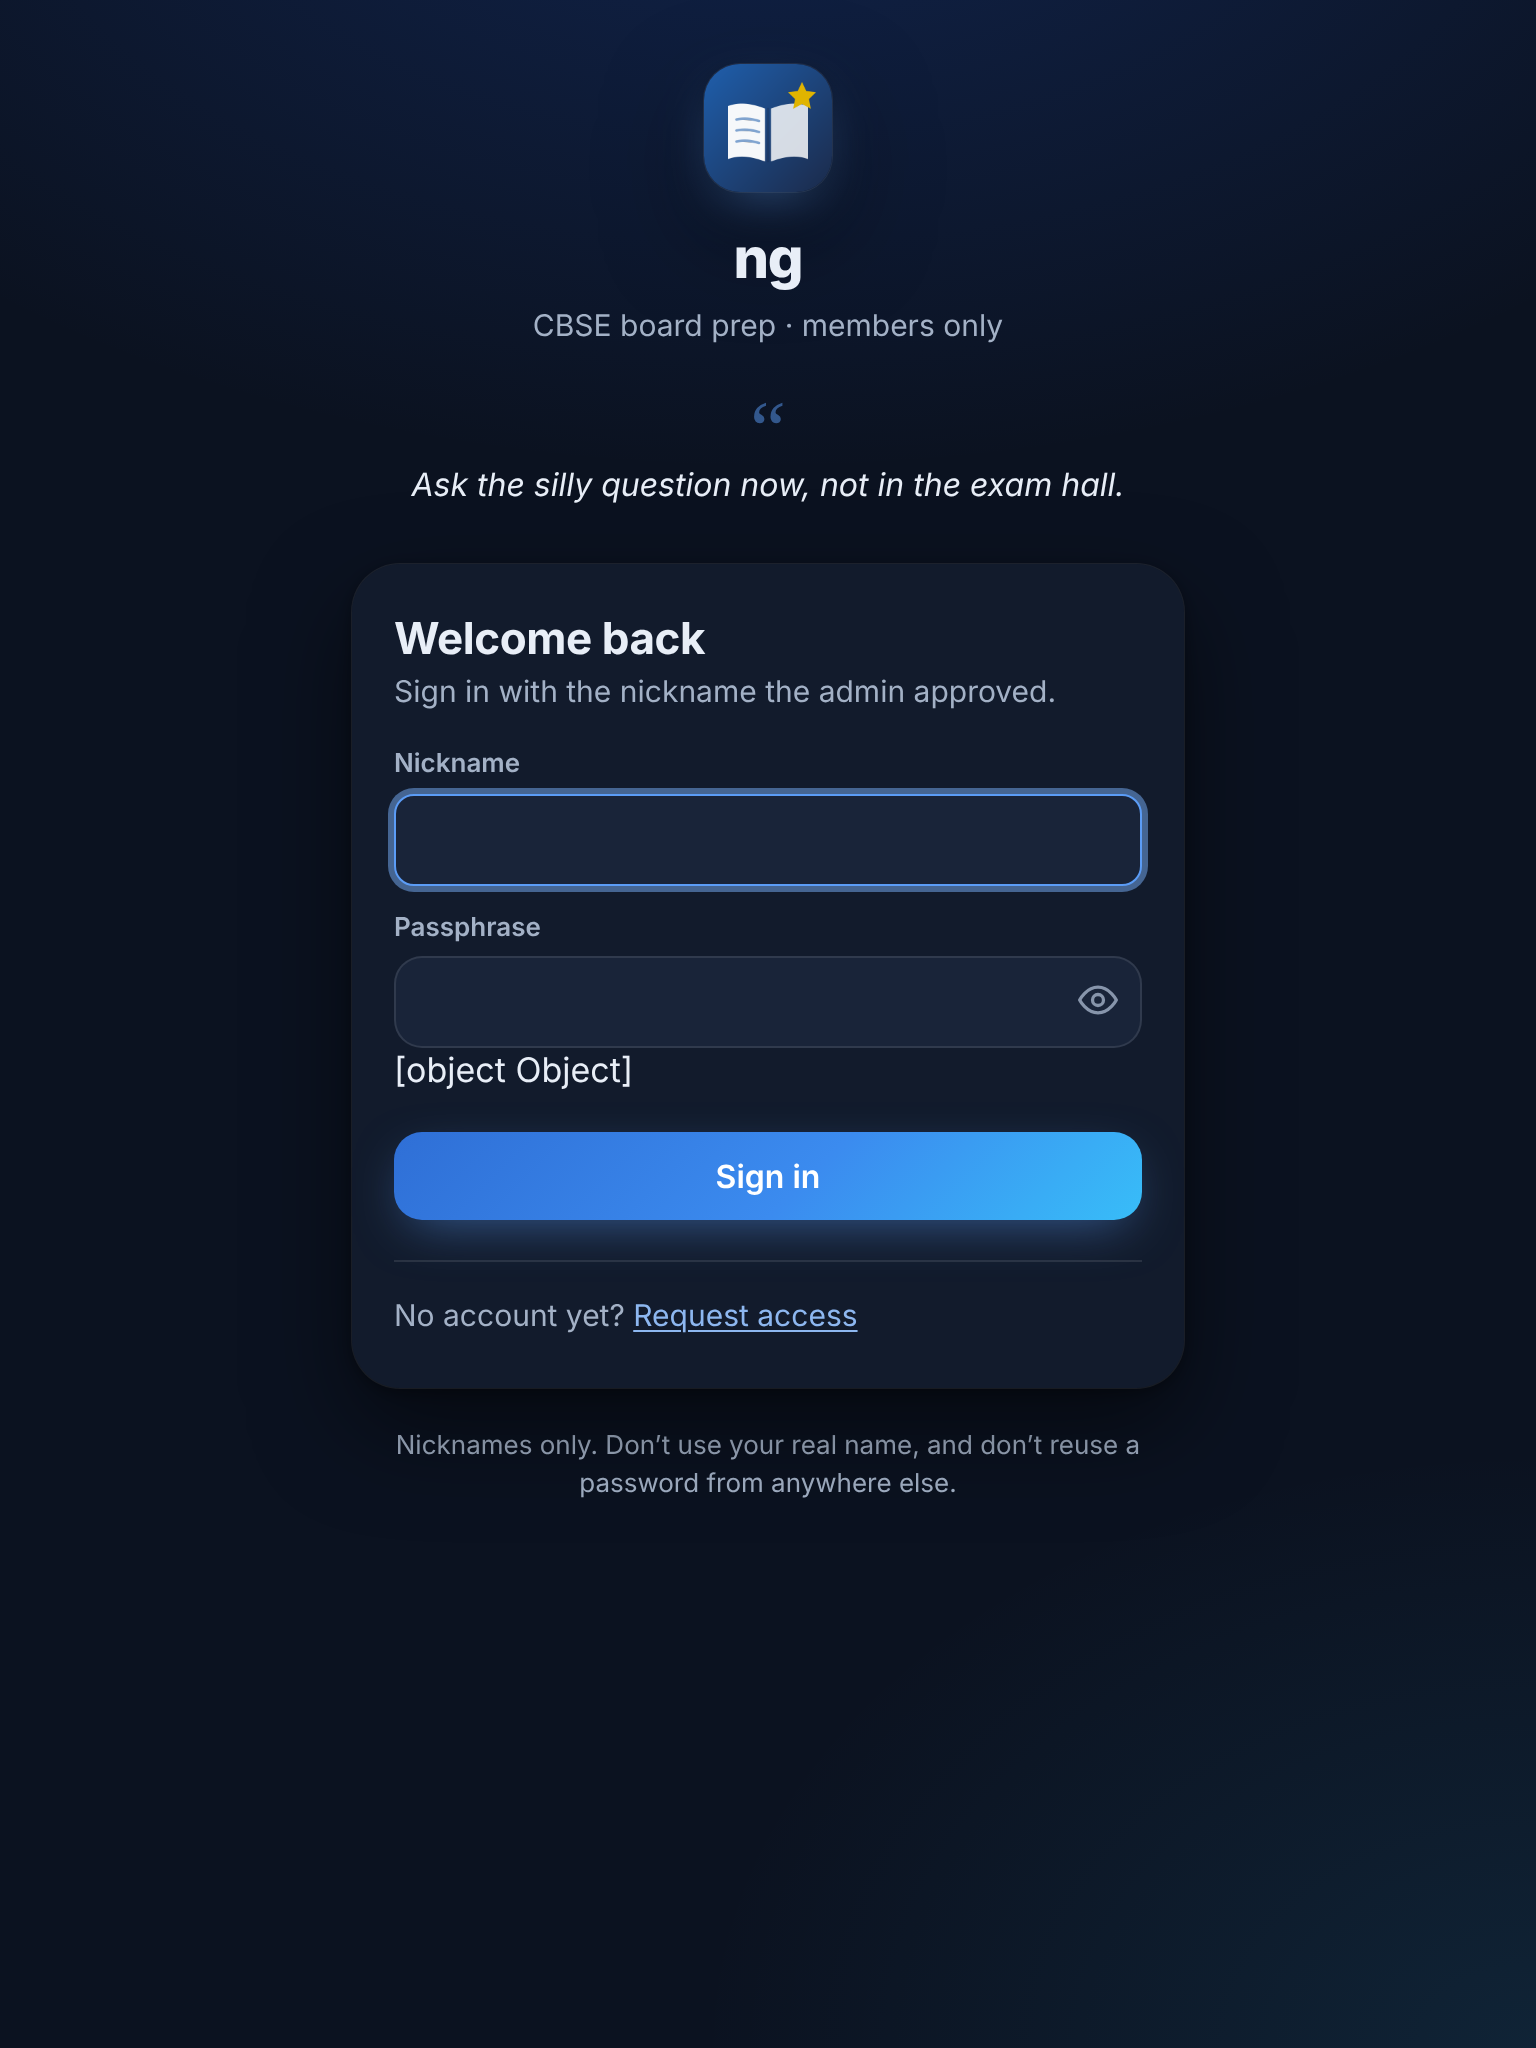 ng
CBSE board prep · members only
“
Ask the silly question now, not in the exam hall.
Welcome back
Sign in with the nickname the admin approved.
Nickname
Passphrase
[object Object]
Sign in
No account yet? Request access
Nicknames only. Don’t use your real name, and don’t reuse a
password from anywhere else.